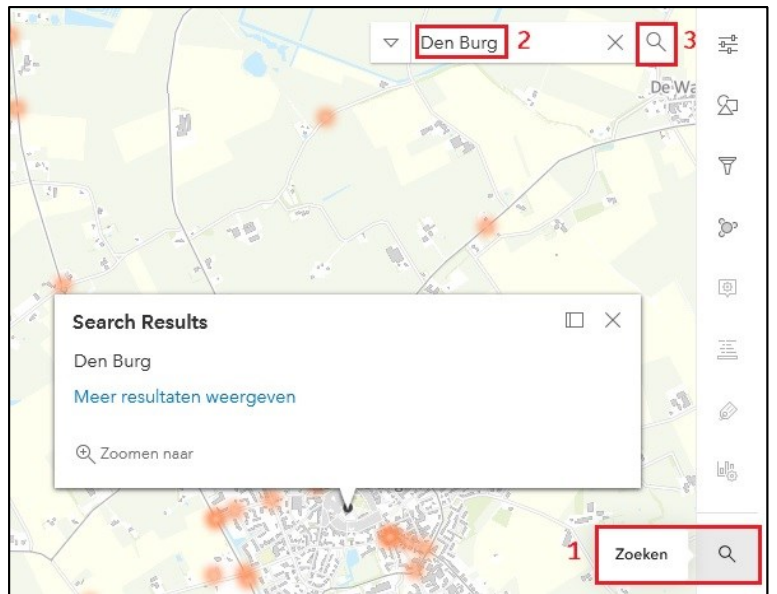 Den Burg 2 3
De Wa
Search Results
Den Burg
Meer resultaten weergeven
Zoomen naar
1 Zoeken